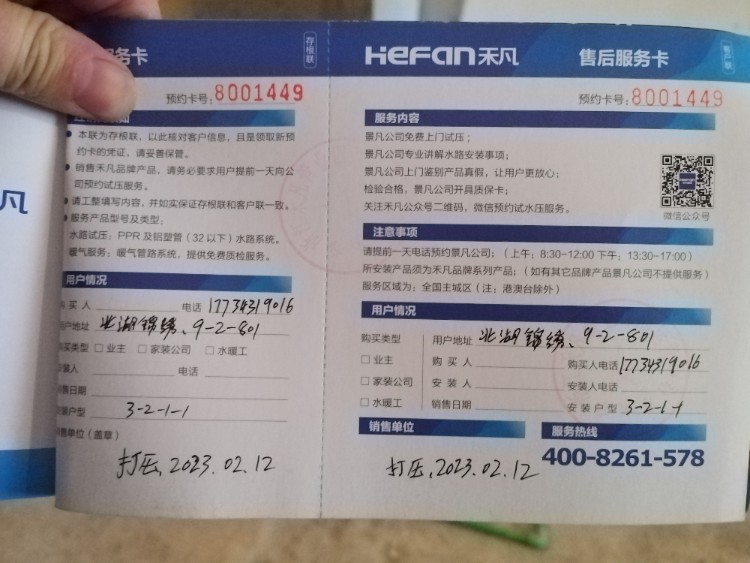 务卡
存根联
预约卡号:8001449
知
● 本联为存根联，以此核对客户信息，且是领取新预
约卡的凭证，请妥善保管。
● 销售禾凡品牌产品，请务必要求用户提前一天向公
司预约试压服务。
● 请工整填写内容，并如实保证存根联和客户联一致。
● 服务产品型号及类型:
水路试压: PPR 及铝塑管（32以下）水路系统。
暖气服务: 暖气管路系统，提供免费质检服务。
用户情况
买人 电话 17734319016
用户地址 北湖锦绣、9-2-801
购买类型 □ 业主 □ 家装公司 □ 水暖工
安装人 电话
销售日期
安装户型 3-2-1-1
销售单位（盖章）
打压、2023.02.12
凡
HeFan禾凡 售后服务卡
客户联
预约卡号:8001449
服务内容
景凡公司免费上门试压;
景凡公司专业讲解水路安装事项;
景凡公司上门鉴别产品真假，让用户更放心;
检验合格，景凡公司开具质保卡;
关注禾凡公众号二维码，微信预约试水压服务。
微信公众号
注意事项
请提前一天电话预约景凡公司;（上午: 8:30-12:00 下午: 13:30-17:00）
所安装产品须为禾凡品牌系列产品;（如有其它品牌产品景凡公司不提供服务）
服务区域为: 全国主城区（注; 港澳台除外）
用户情况
购买类型 用户地址 北湖锦绣、9-2-801
□ 业主 购买人 购买人电话 17734319016
□ 家装公司 安装人 安装人电话
□ 水暖工 销售日期 安装户型 3-2-1-1
销售单位 服务热线
400-8261-578
打压、2023.02.12